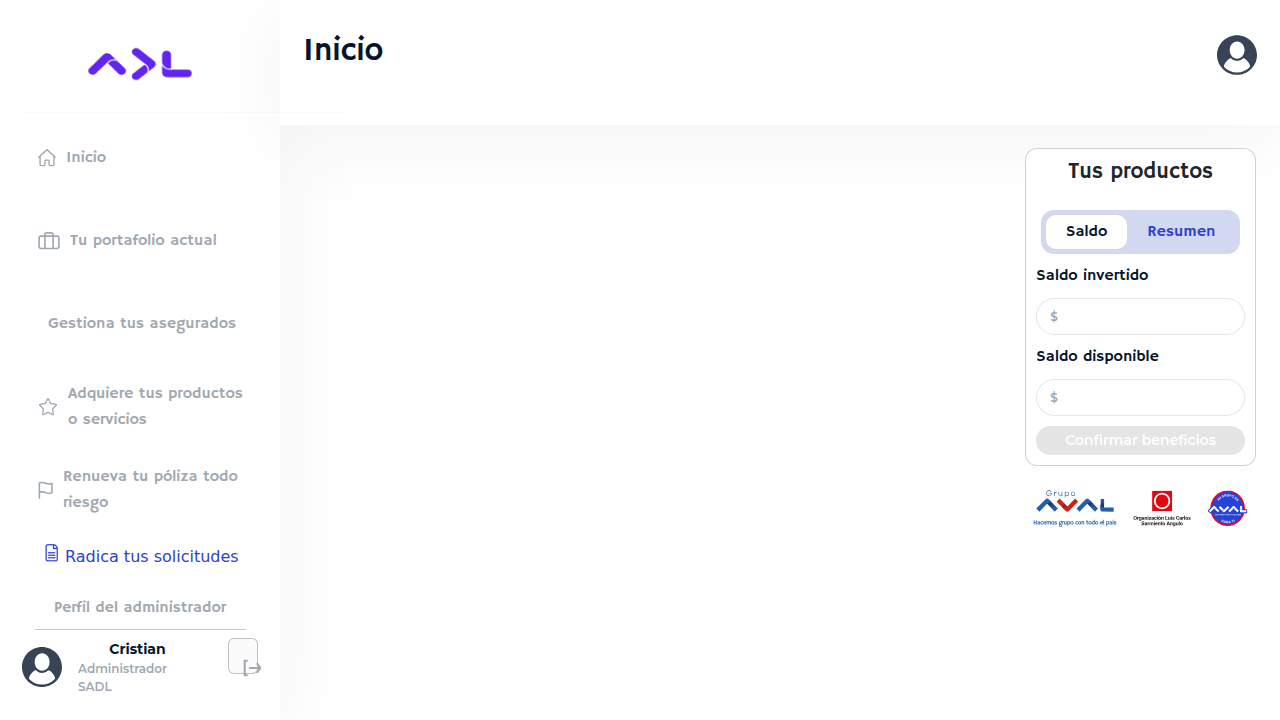 ADL
Inicio
Inicio
Tu portafolio actual
Gestiona tus asegurados
Adquiere tus productos
o servicios
Renueva tu póliza todo
riesgo
Radica tus solicitudes
Perfil del administrador
Cristian
Administrador
SADL
Tus productos
Saldo
Resumen
Saldo invertido
$
Saldo disponible
$
Confirmar beneficios
Grupo
AVAL
Hacemos grupo con todo el país
Organización Luis Carlos
Sarmiento Angulo
AVAL